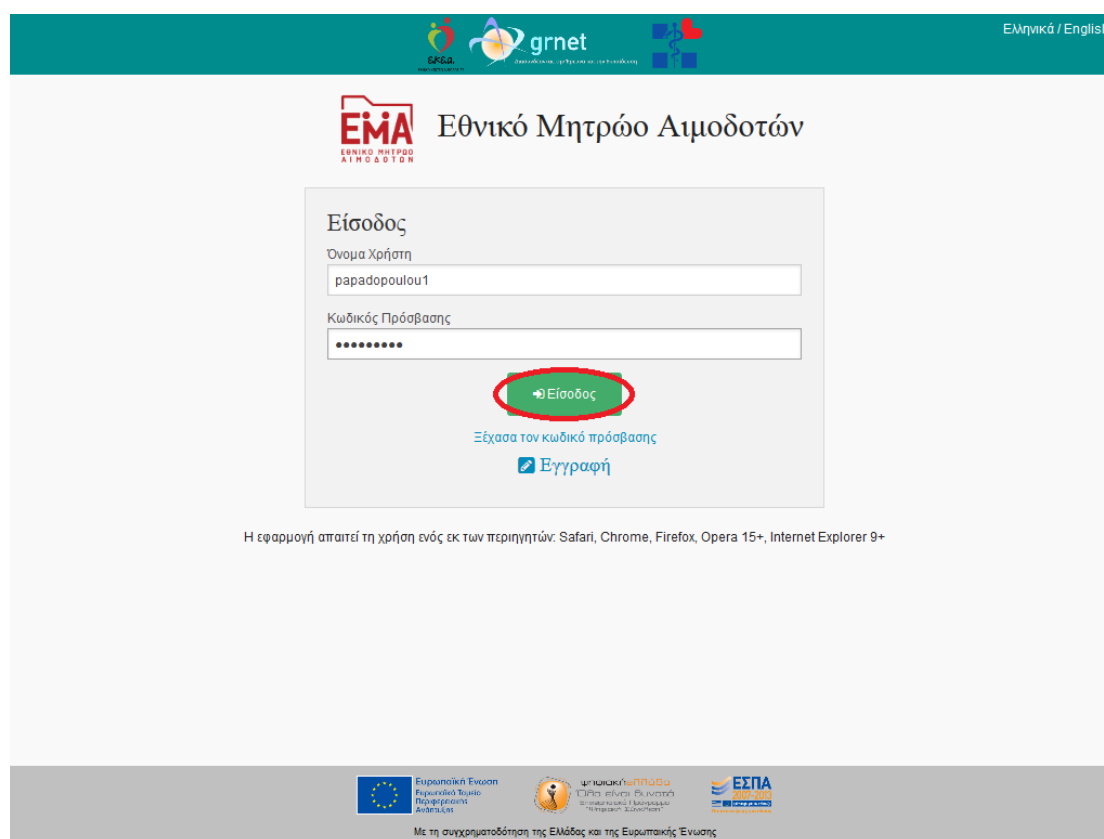 Ελληνικά / English
ε.κ.ε.α.
grnet
ΕΜΑ
ΕΘΝΙΚΟ ΜΗΤΡΩΟ
ΑΙΜΟΔΟΤΩΝ
Εθνικό Μητρώο Αιμοδοτών
Είσοδος
Όνομα Χρήστη
papadopoulou1
Κωδικός Πρόσβασης
Είσοδος
Ξέχασα τον κωδικό πρόσβασης
Εγγραφή
Η εφαρμογή απαιτεί τη χρήση ενός εκ των περιηγητών: Safari, Chrome, Firefox, Opera 15+, Internet Explorer 9+
Ευρωπαϊκή Ένωση
Ευρωπαϊκό Ταμείο
Περιφερειακής
Ανάπτυξης
ψηφιακή ελλάδα
Όλα είναι δυνατά
ΕΣΠΑ
2007-2013
Με τη συγχρηματοδότηση της Ελλάδας και της Ευρωπαικής Ένωσης